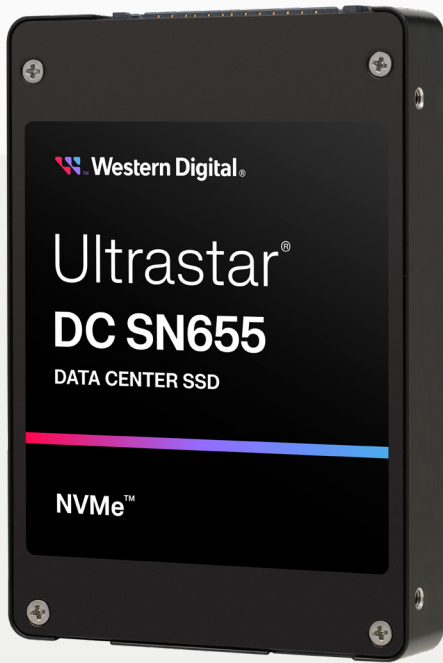 Western Digital®
Ultrastar®
DC SN655
DATA CENTER SSD
NVMe™